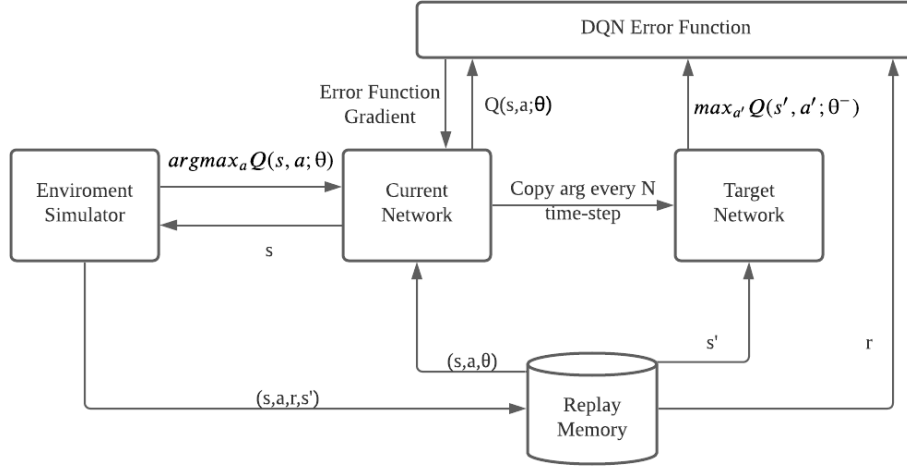 DQN Error Function
Error Function
Gradient
Q(s,a;θ)
max_{a'} Q(s′, a′; θ⁻)
argmax_a Q(s, a; θ)
Enviroment
Simulator
Current
Network
Copy arg every N
time-step
Target
Network
s
(s,a,θ)
s'
r
(s,a,r,s')
Replay
Memory